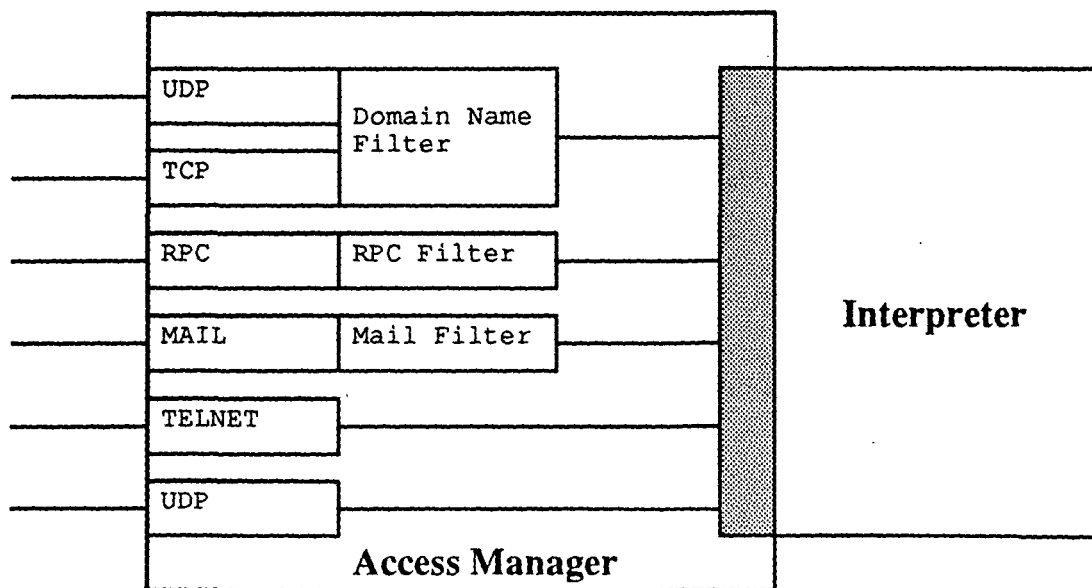 UDP
Domain Name
Filter
TCP
RPC
RPC Filter
MAIL
Mail Filter
TELNET
UDP
Interpreter
Access Manager